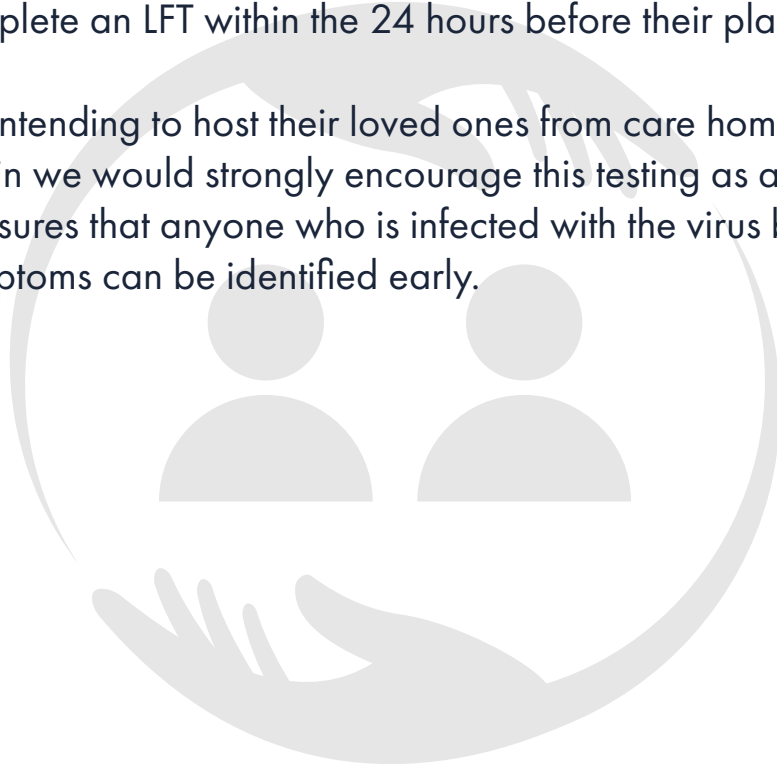 plete an LFT within the 24 hours before their pla
ntending to host their loved ones from care hom
in we would strongly encourage this testing as a
sures that anyone who is infected with the virus b
ptoms can be identified early.